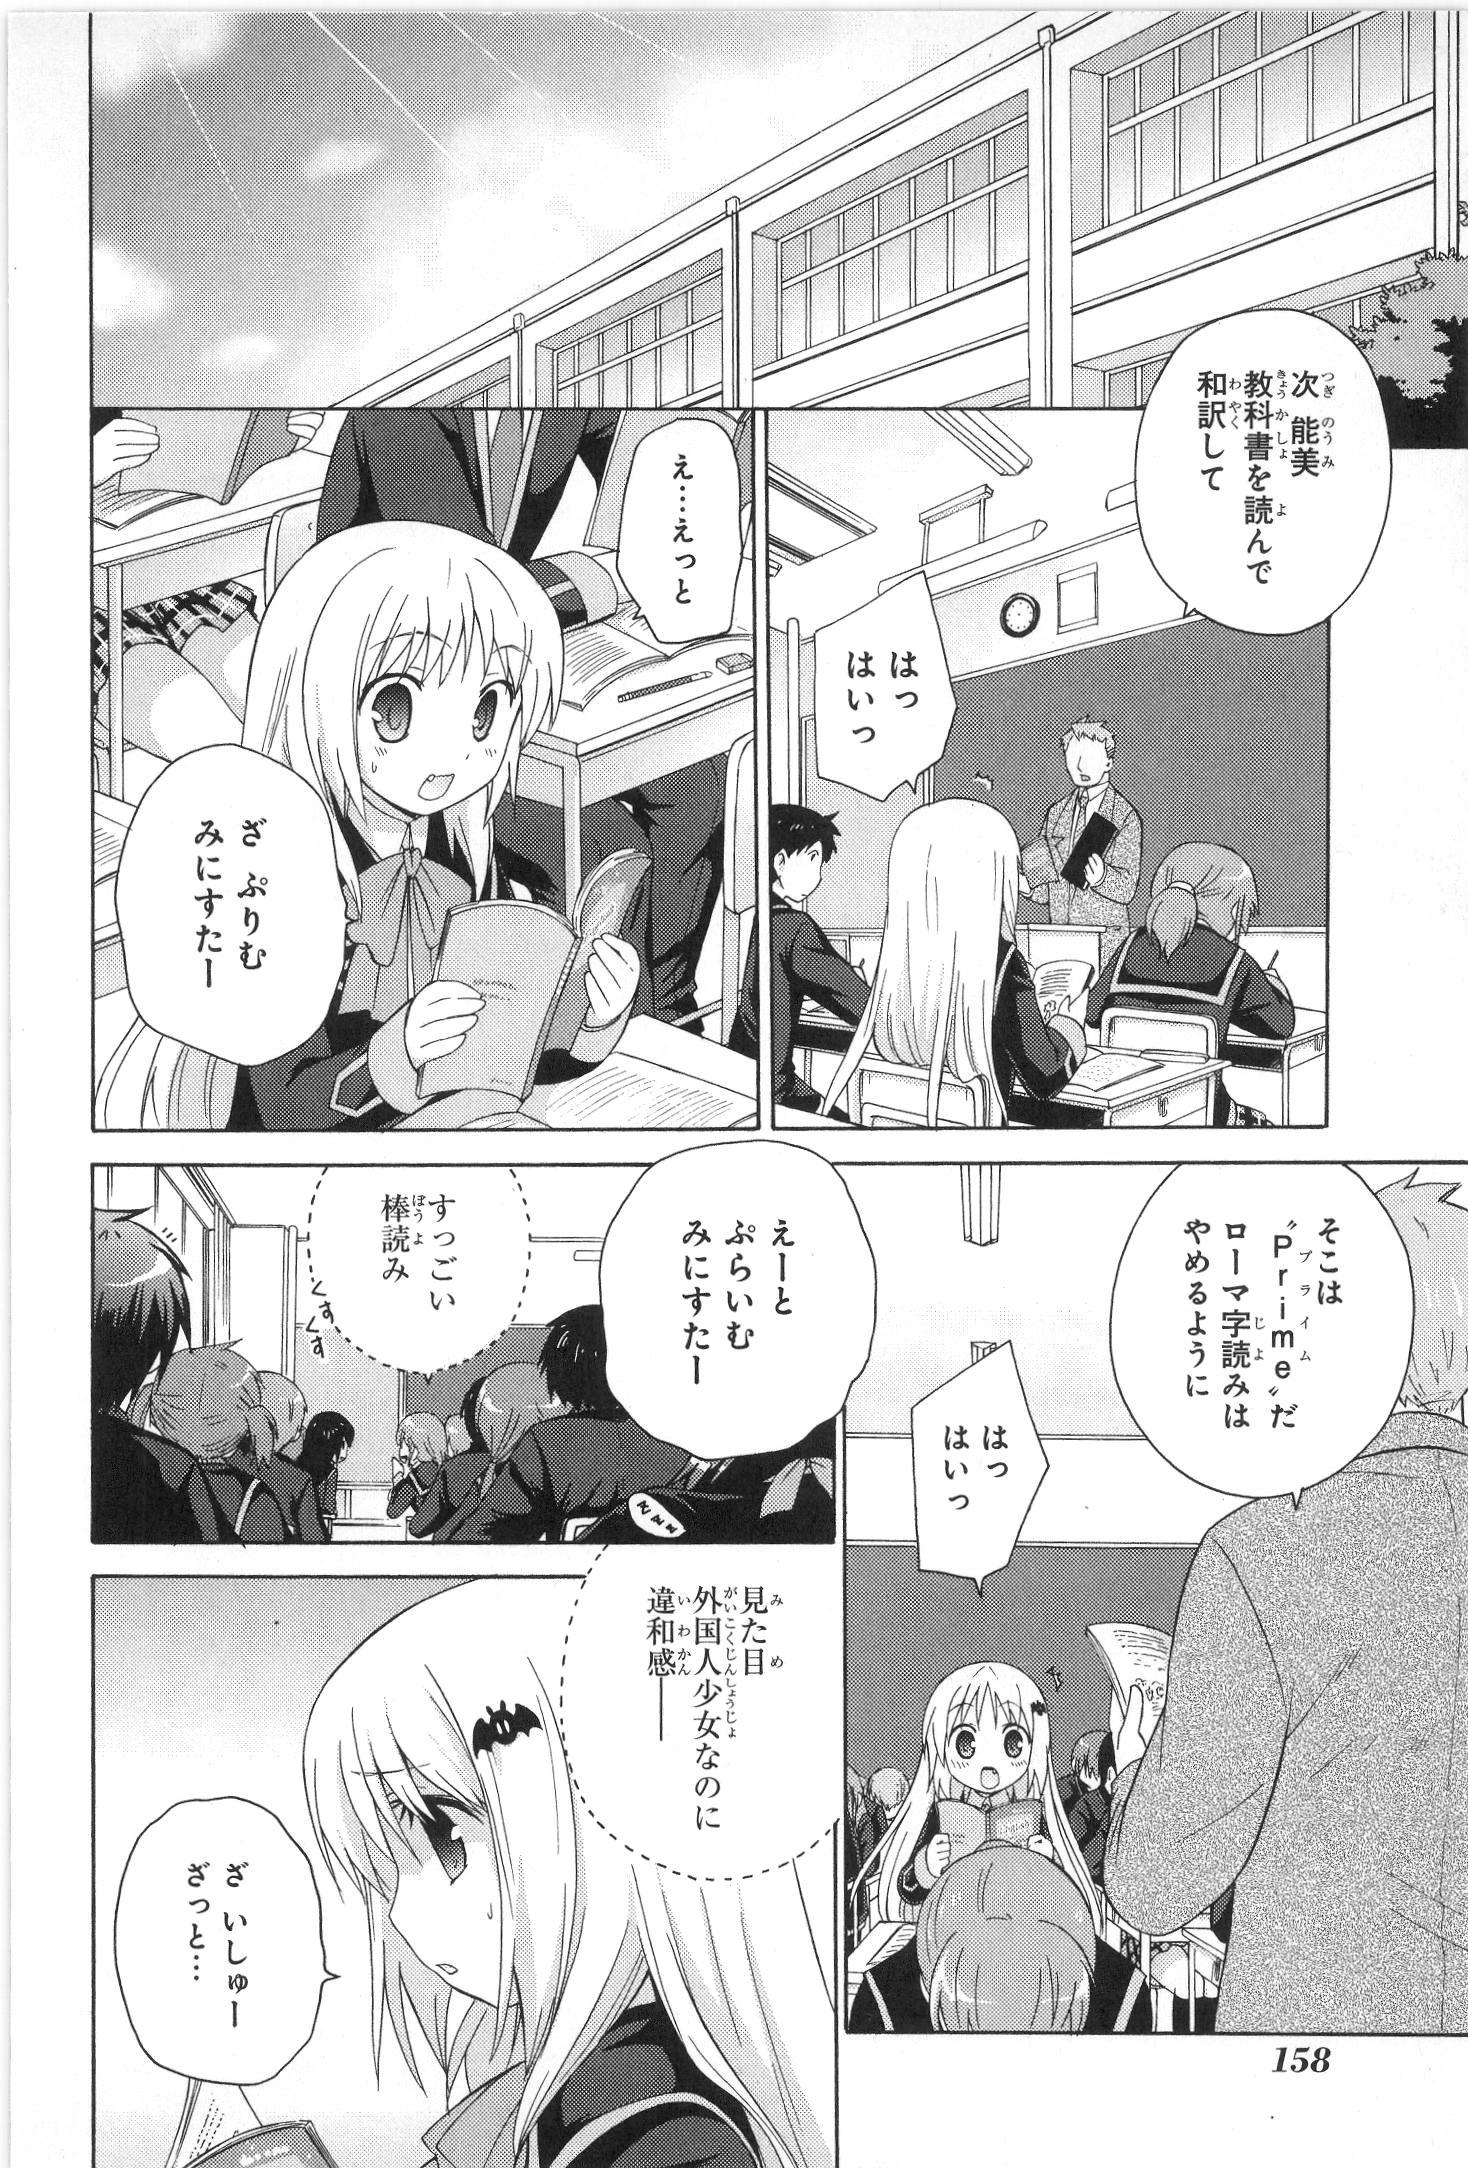 次 能美
教科書を読んで
和訳して
はっ
はいっ
え…えっと
ざ ぷりむ
みにすたー
そこは
〝Prime〟だ
ローマ字読みは
やめるように
はっ
はいっ
えーと
ぷらいむ
みにすたー
すっごい
棒読み
くすくす
見た目
外国人少女なのに
違和感――
ざ いしゅー
ざっと…
158